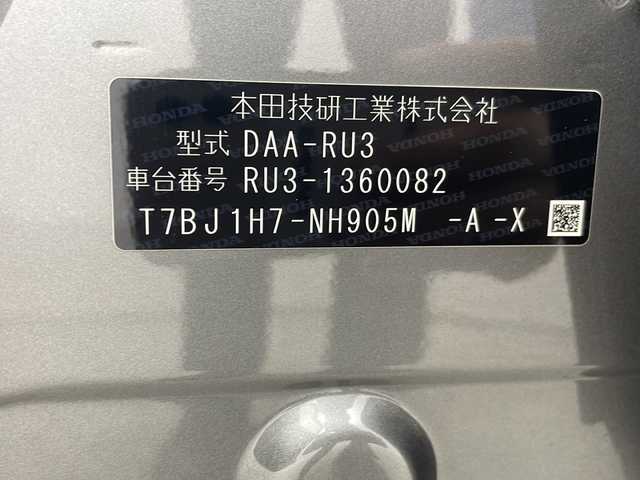 本田技研工業株式会社
型式 DAA-RU3
車台番号 RU3-1360082
T7BJ1H7-NH905M -A -X